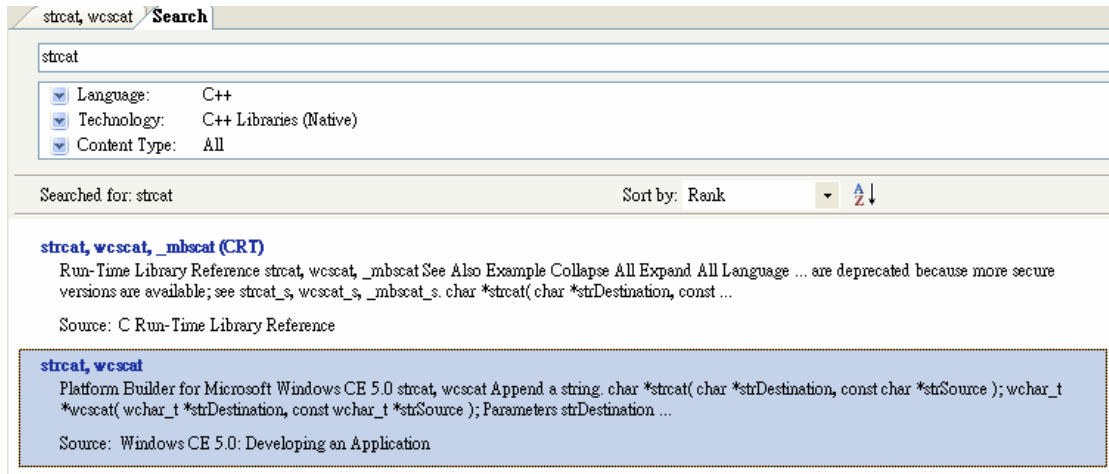 strcat, wcscat Search
strcat
Language: C++
Technology: C++ Libraries (Native)
Content Type: All
Searched for: strcat Sort by: Rank A Z
strcat, wcscat, _mbscat (CRT)
Run-Time Library Reference strcat, wcscat, _mbscat See Also Example Collapse All Expand All Language ... are deprecated because more secure
versions are available; see strcat_s, wcscat_s, _mbscat_s. char *strcat( char *strDestination, const ...
Source: C Run-Time Library Reference
strcat, wcscat
Platform Builder for Microsoft Windows CE 5.0 strcat, wcscat Append a string. char *strcat( char *strDestination, const char *strSource ); wchar_t
*wcscat( wchar_t *strDestination, const wchar_t *strSource ); Parameters strDestination ...
Source: Windows CE 5.0: Developing an Application